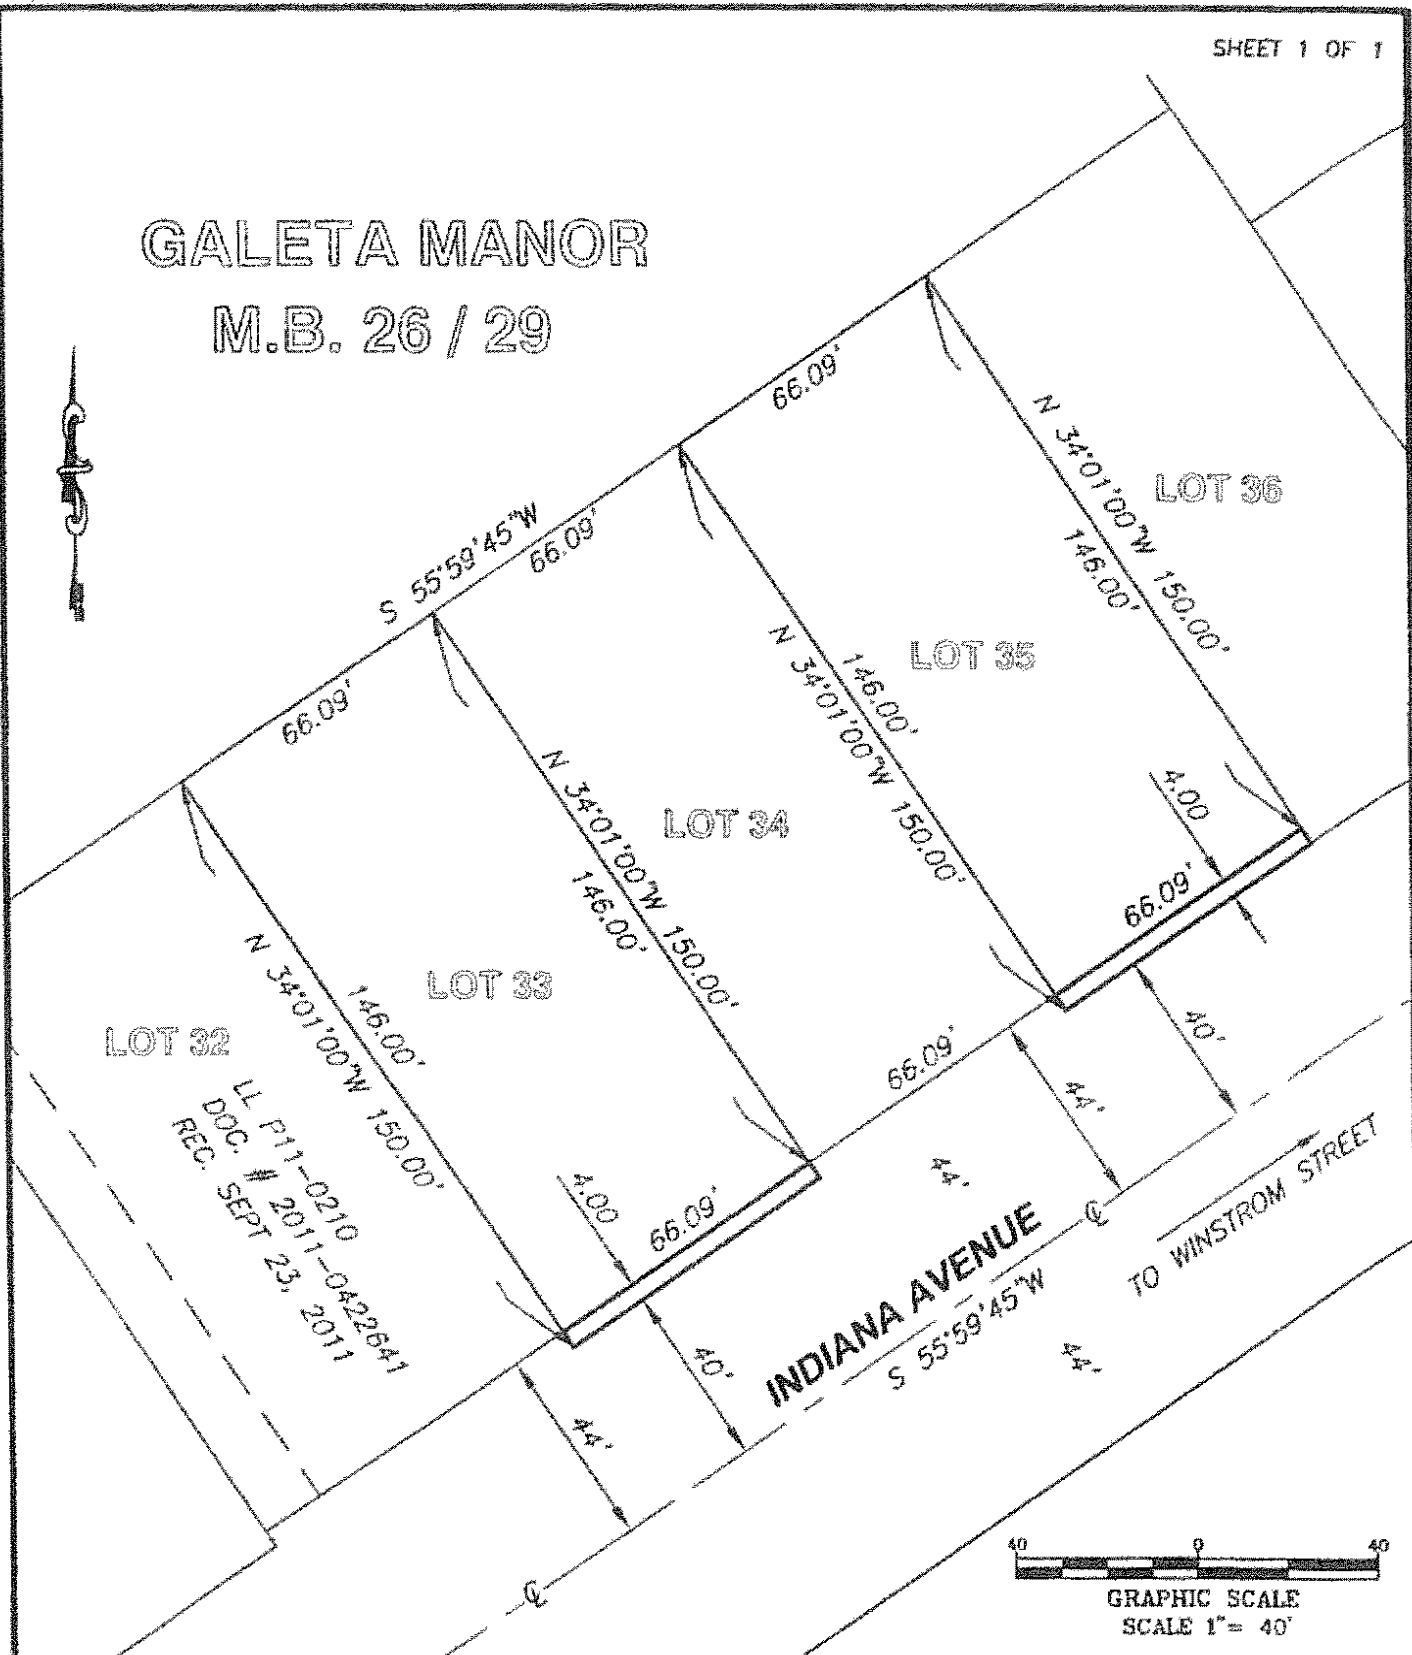 SHEET 1 OF 1
GALETA MANOR
M.B. 26 / 29
66.09'
N 34°01'00"W 150.00'
146.00'
LOT 36
S 55°59'45"W
66.09'
LOT 35
146.00'
N 34°01'00"W 150.00'
66.09'
N 34°01'00"W 150.00'
146.00'
LOT 34
4.00
66.09'
LOT 33
146.00'
N 34°01'00"W 150.00'
LOT 32
LL P11-0210
DOC. # 2011-0422641
REC. SEPT 23, 2011
66.09'
40'
44'
44'
4.00
66.09'
40'
44'
INDIANA AVENUE
S 55°59'45"W
℄
TO WINSTROM STREET
44'
℄
40 0 40
GRAPHIC SCALE
SCALE 1"= 40'